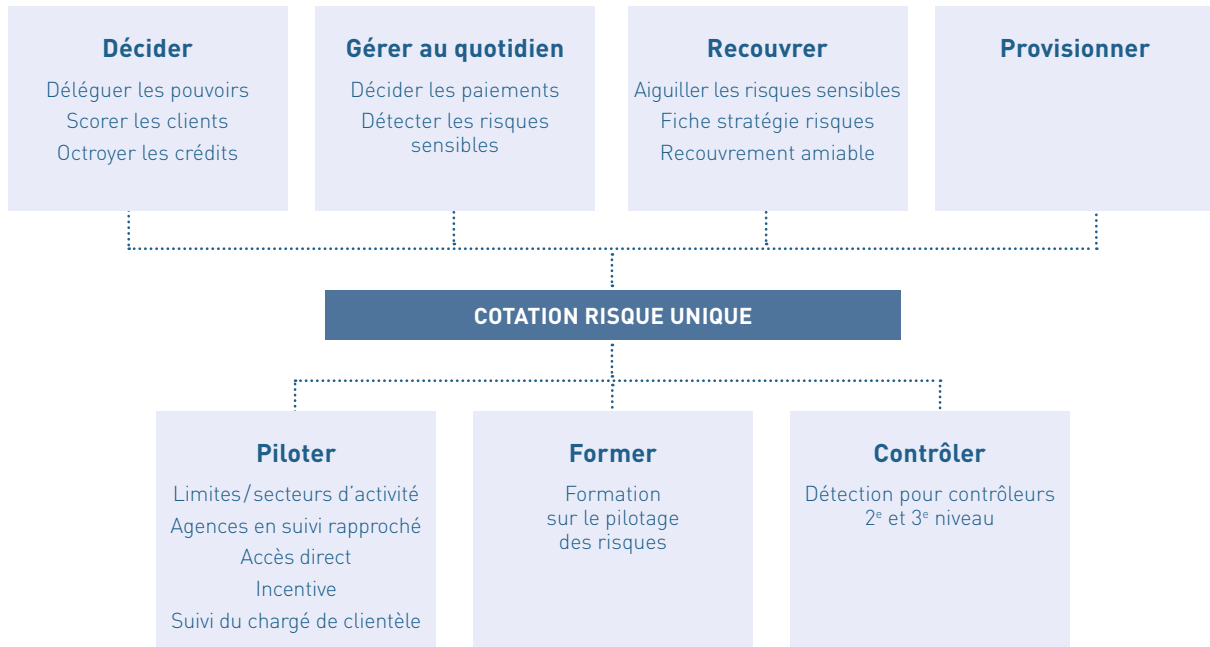 Décider
Déléguer les pouvoirs
Scorer les clients
Octroyer les crédits
Gérer au quotidien
Décider les paiements
Détecter les risques
sensibles
Recouvrer
Aiguiller les risques sensibles
Fiche stratégie risques
Recouvrement amiable
Provisionner
COTATION RISQUE UNIQUE
Piloter
Limites/secteurs d'activité
Agences en suivi rapproché
Accès direct
Incentive
Suivi du chargé de clientèle
Former
Formation
sur le pilotage
des risques
Contrôler
Détection pour contrôleurs
2e et 3e niveau